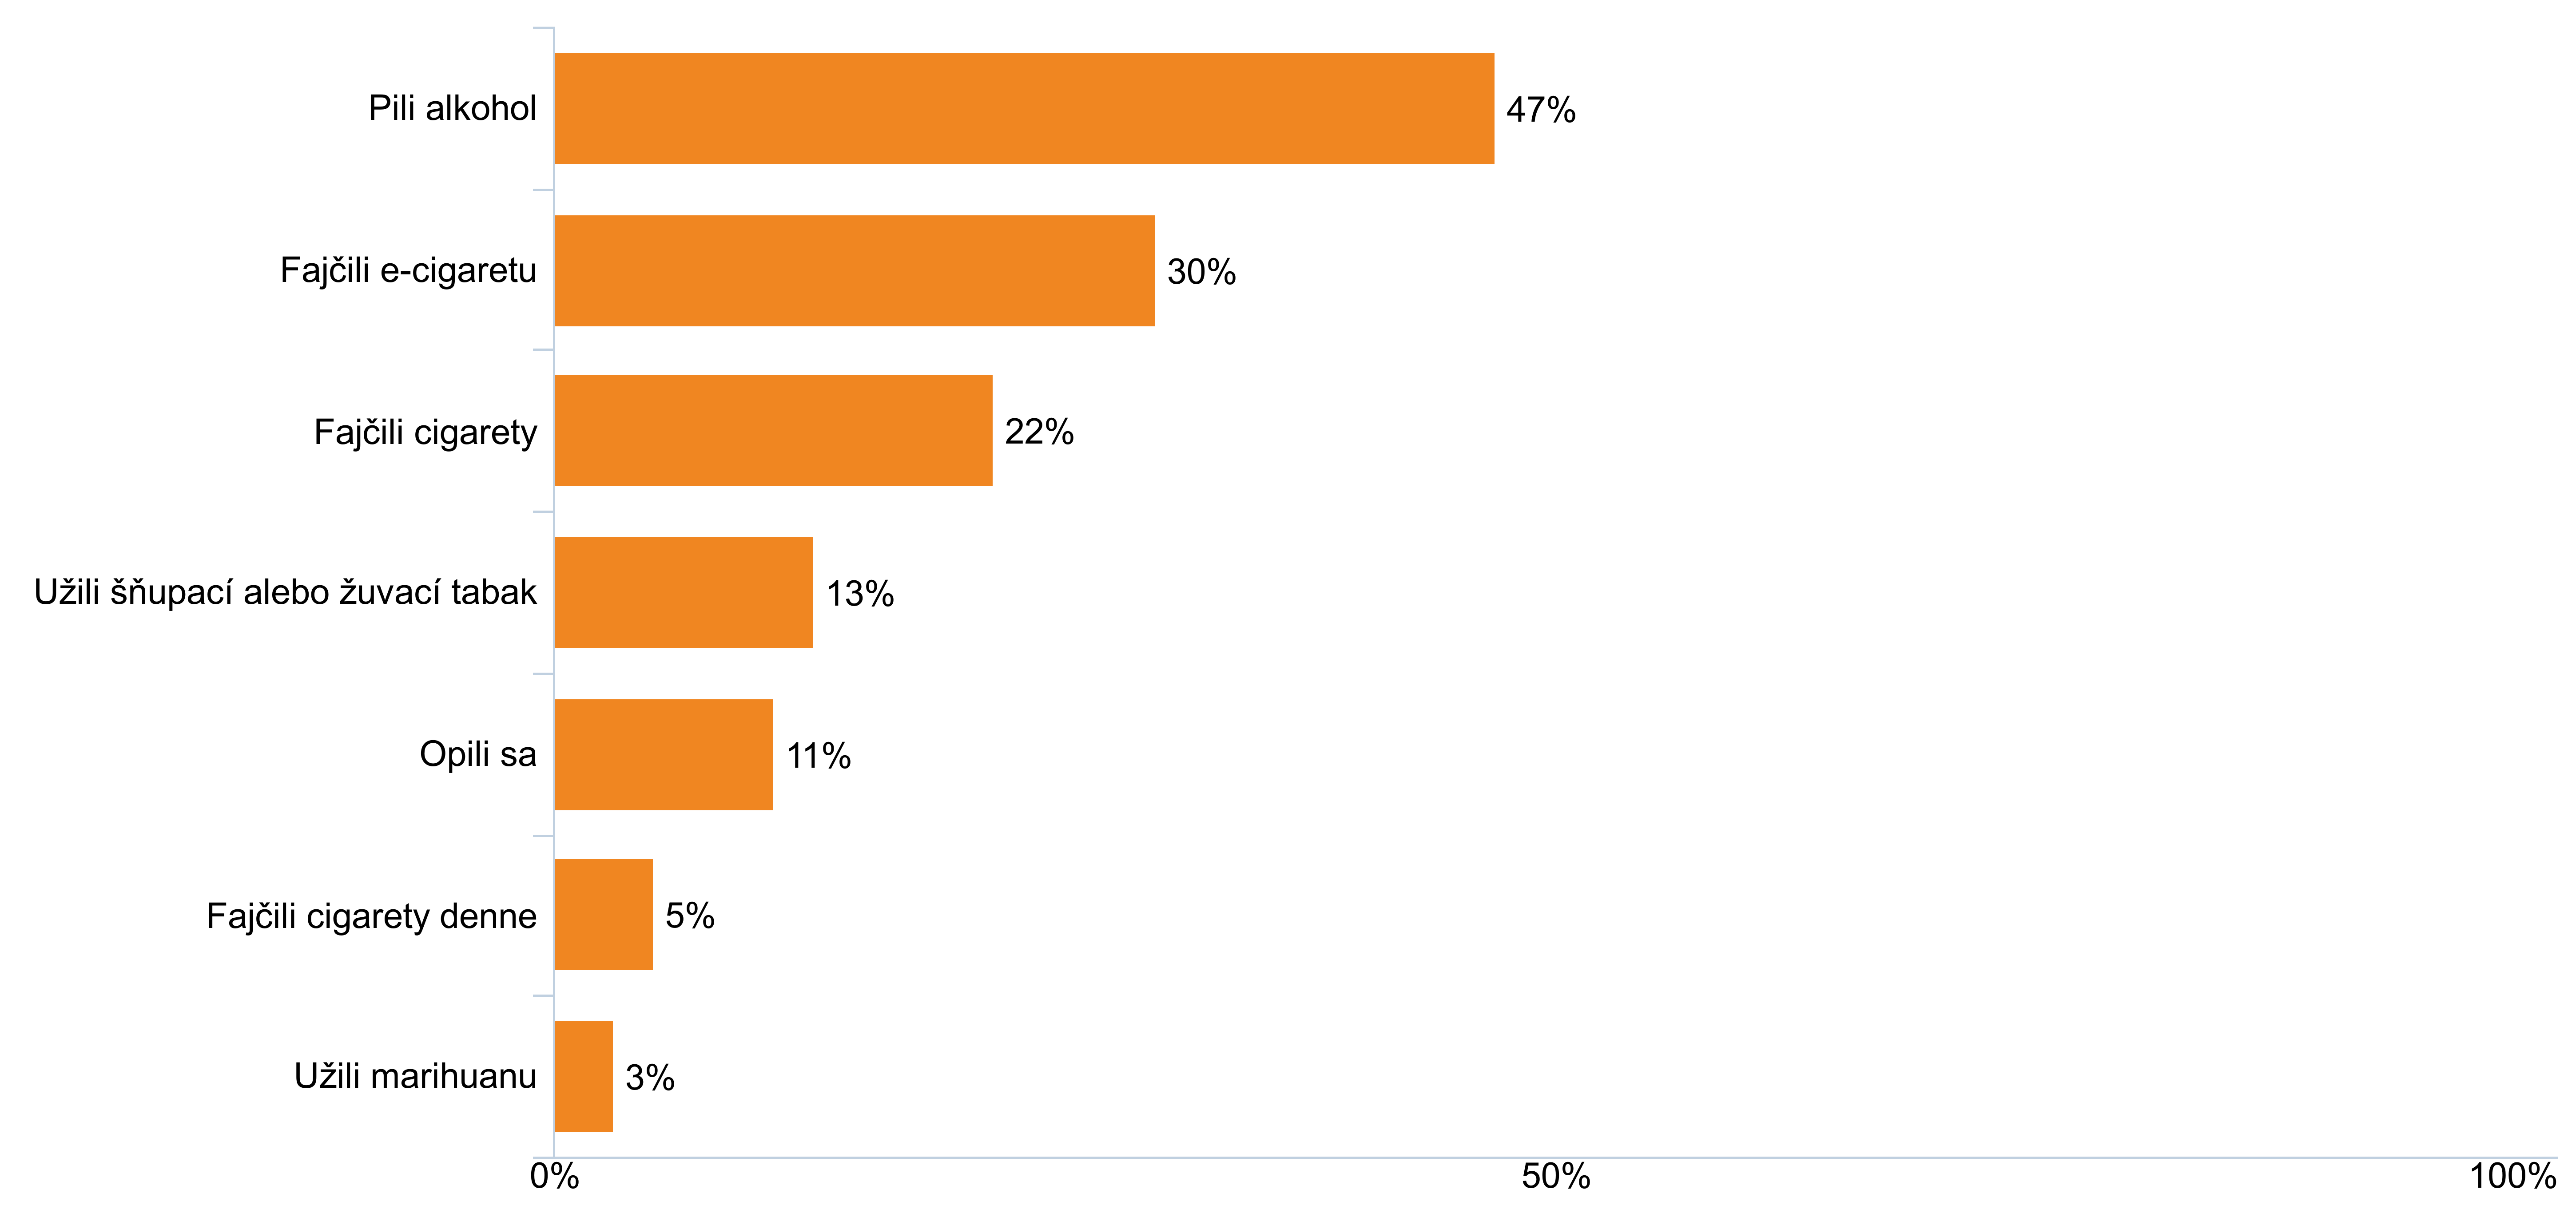 Pili alkohol 47%
Fajčili e-cigaretu 30%
Fajčili cigarety 22%
Užili šňupací alebo žuvací tabak 13%
Opili sa 11%
Fajčili cigarety denne 5%
Užili marihuanu 3%
0% 50% 100%